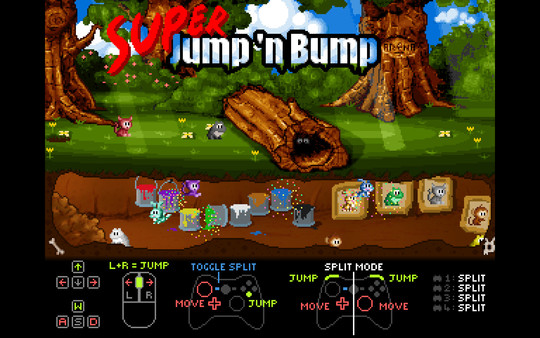 SUPER
Jump 'n Bump
ARENA
L+R = JUMP
TOGGLE SPLIT
SPLIT MODE
JUMP
JUMP
1: SPLIT
2: SPLIT
3: SPLIT
4: SPLIT
L R
MOVE
JUMP
MOVE
MOVE
W
A S D